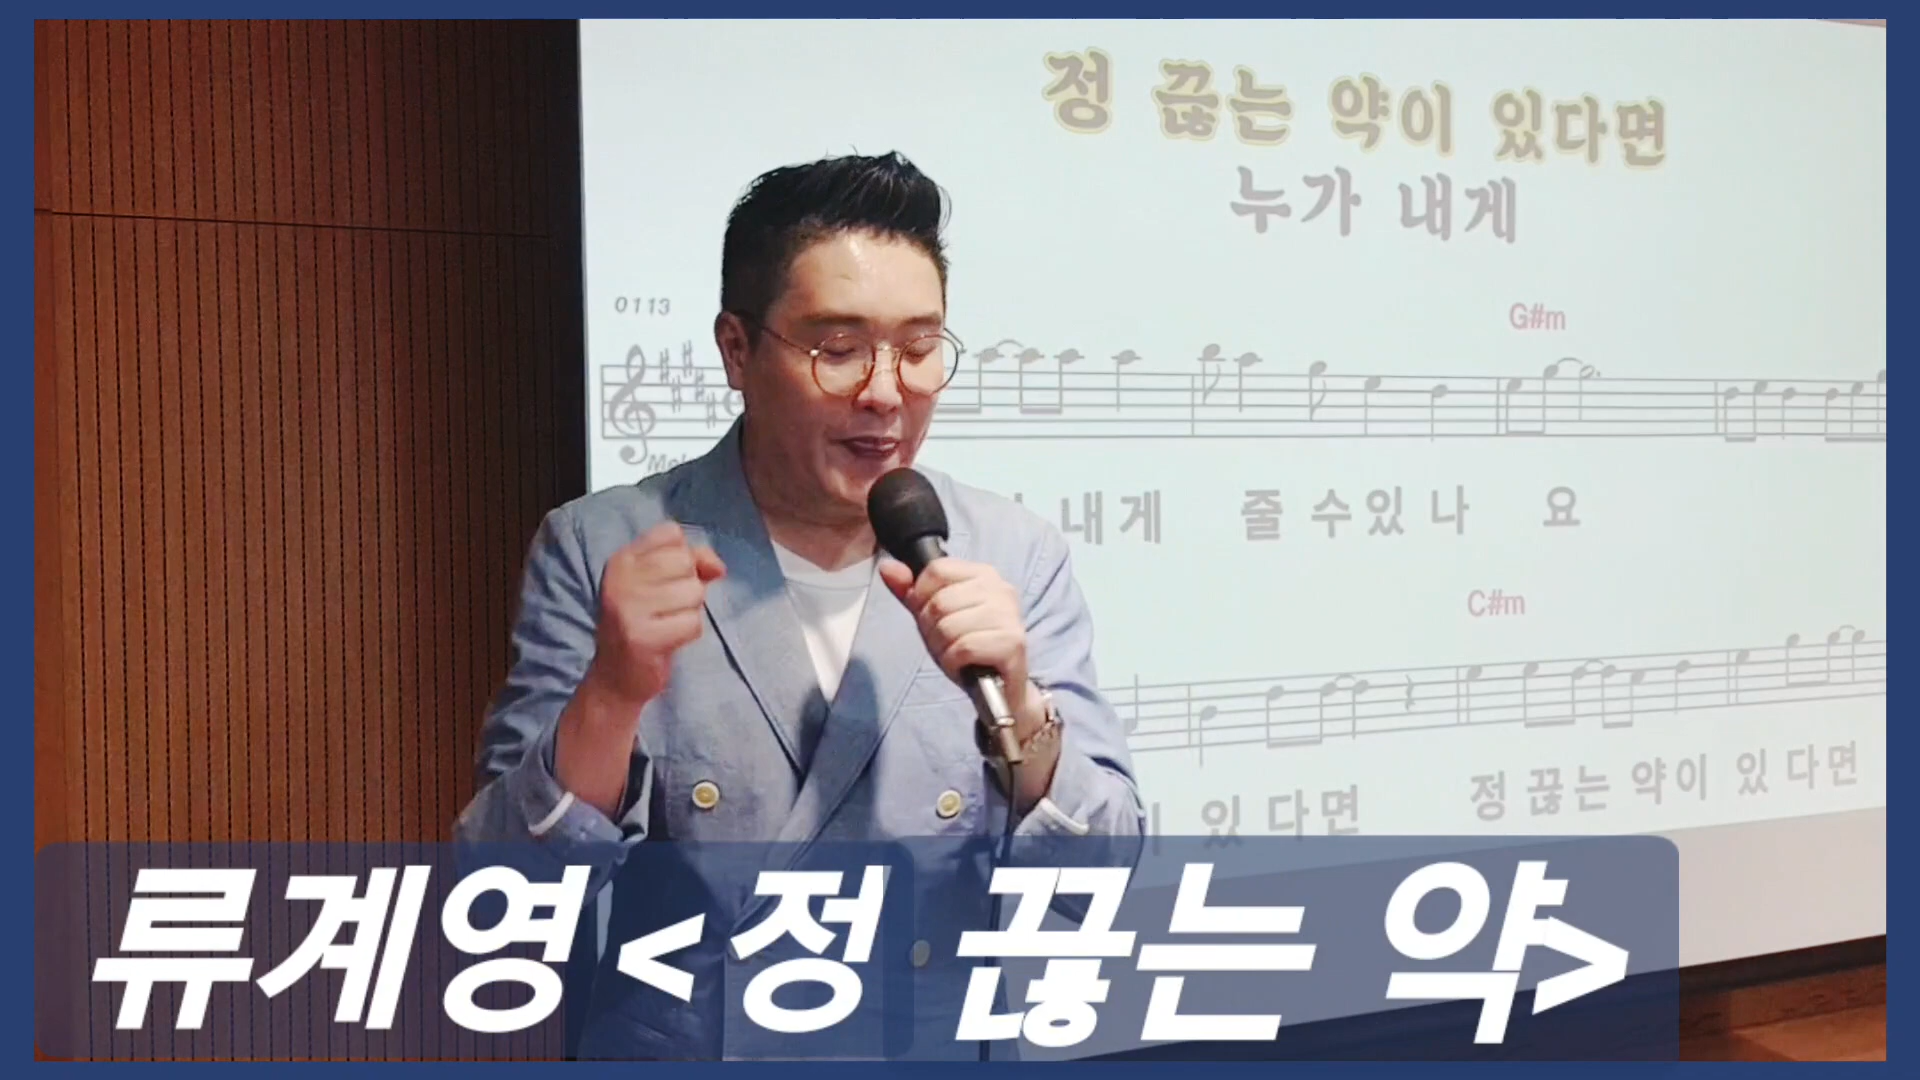 정 끊는 약이 있다면
누가 내게
0113
G#m
내게 줄 수있 나 요
C#m
있 다면 정 끊는 약이 있 다면
류계영<정 끊는 약>